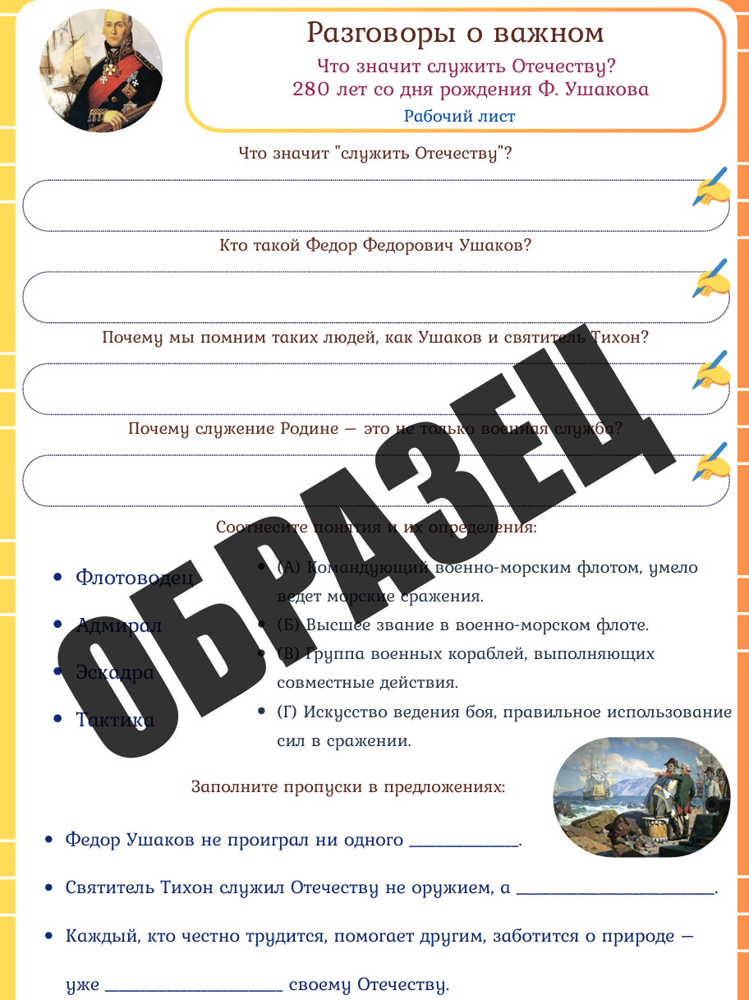 Разговоры о важном
Что значит служить Отечеству?
280 лет со дня рождения Ф. Ушакова
Рабочий лист
Что значит "служить Отечеству"?
Кто такой Федор Федорович Ушаков?
Почему мы помним таких людей, как Ушаков и святитель Тихон?
Почему служение Родине – это не только военная служба?
ОБРАЗЕЦ
Соотнесите понятия и их определения:
• Флотоводец
• Адмирал
• Эскадра
• Тактика
• (А) Командующий военно-морским флотом, умело
ведет морские сражения.
• (Б) Высшее звание в военно-морском флоте.
• (В) Группа военных кораблей, выполняющих
совместные действия.
• (Г) Искусство ведения боя, правильное использование
сил в сражении.
Заполните пропуски в предложениях:
• Федор Ушаков не проиграл ни одного ______________.
• Святитель Тихон служил Отечеству не оружием, а _________________________.
• Каждый, кто честно трудится, помогает другим, заботится о природе –
уже ______________________ своему Отечеству.